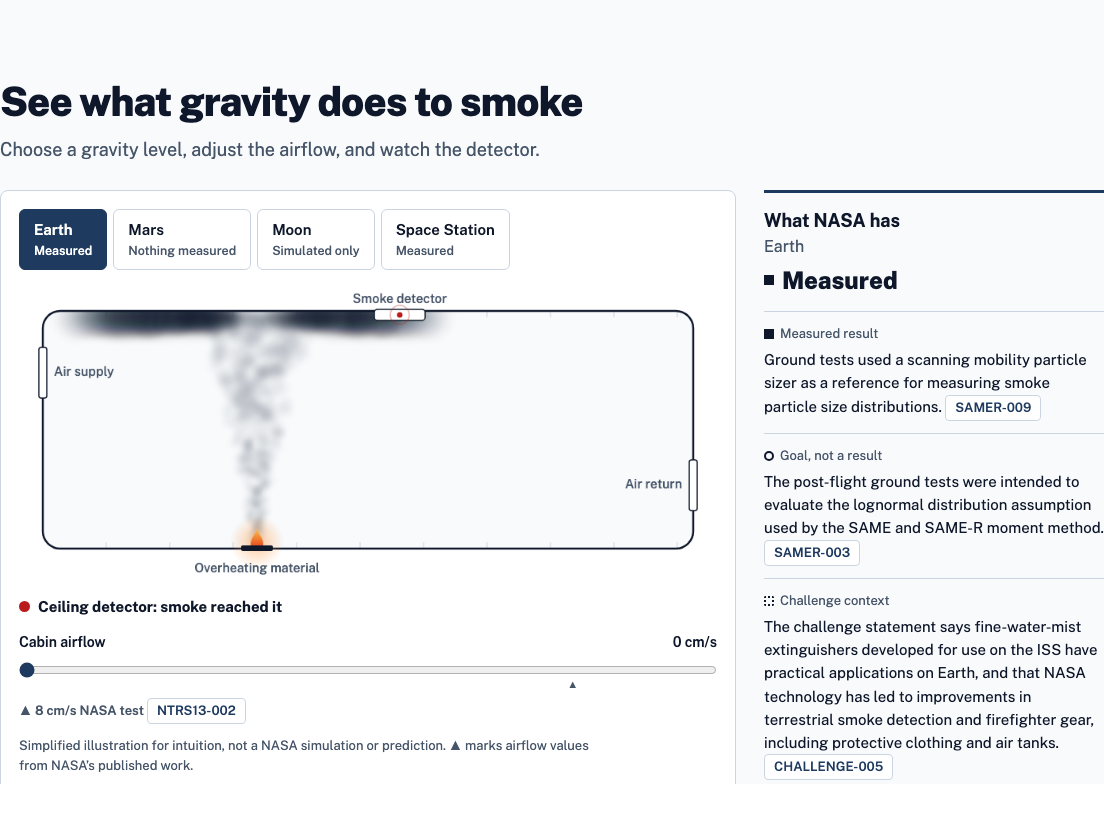 See what gravity does to smoke
Choose a gravity level, adjust the airflow, and watch the detector.
Earth
Measured
Mars
Nothing measured
Moon
Simulated only
Space Station
Measured
Smoke detector
Air supply
Air return
Overheating material
Ceiling detector: smoke reached it
Cabin airflow
0 cm/s
▲
▲ 8 cm/s NASA test NTRS13-002
Simplified illustration for intuition, not a NASA simulation or prediction. ▲ marks airflow values
from NASA's published work.
What NASA has
Earth
Measured
Measured result
Ground tests used a scanning mobility particle
sizer as a reference for measuring smoke
particle size distributions. SAMER-009
Goal, not a result
The post-flight ground tests were intended to
evaluate the lognormal distribution assumption
used by the SAME and SAME-R moment method.
SAMER-003
Challenge context
The challenge statement says fine-water-mist
extinguishers developed for use on the ISS have
practical applications on Earth, and that NASA
technology has led to improvements in
terrestrial smoke detection and firefighter gear,
including protective clothing and air tanks.
CHALLENGE-005